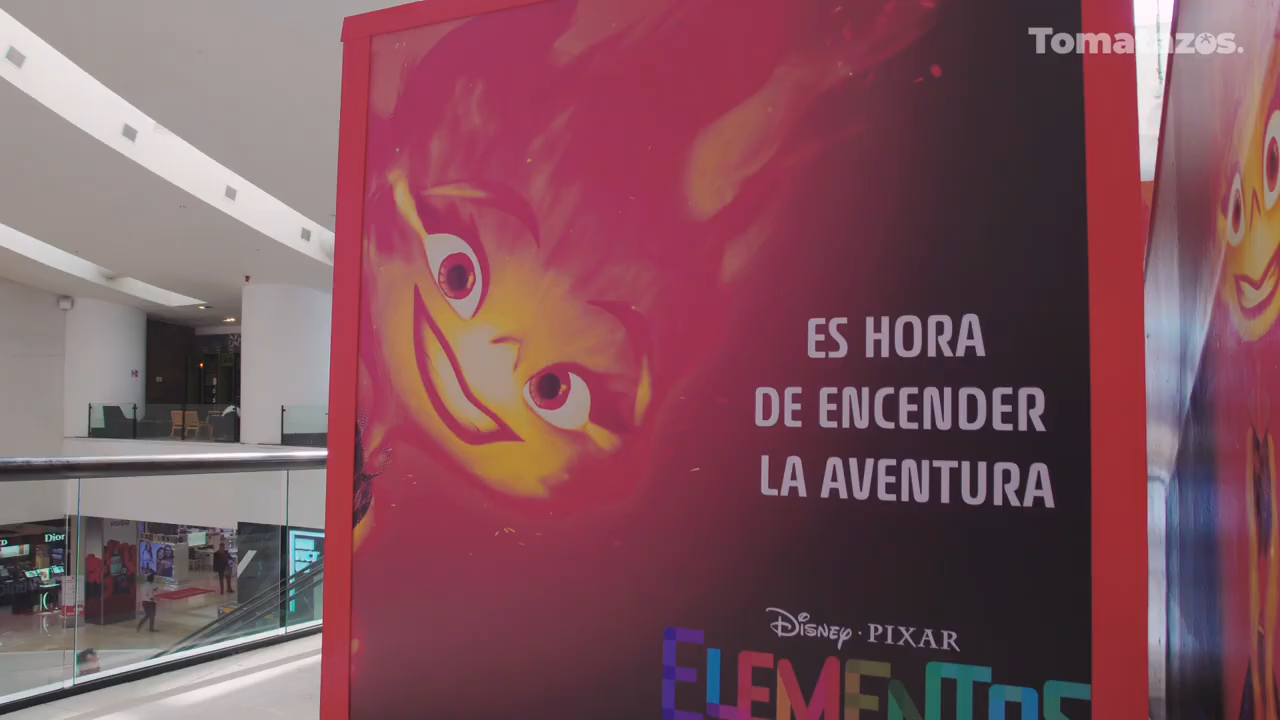 Tomatazos.
ES HORA
DE ENCENDER
LA AVENTURA
DISNEY · PIXAR
ELEMENTOS
Dior